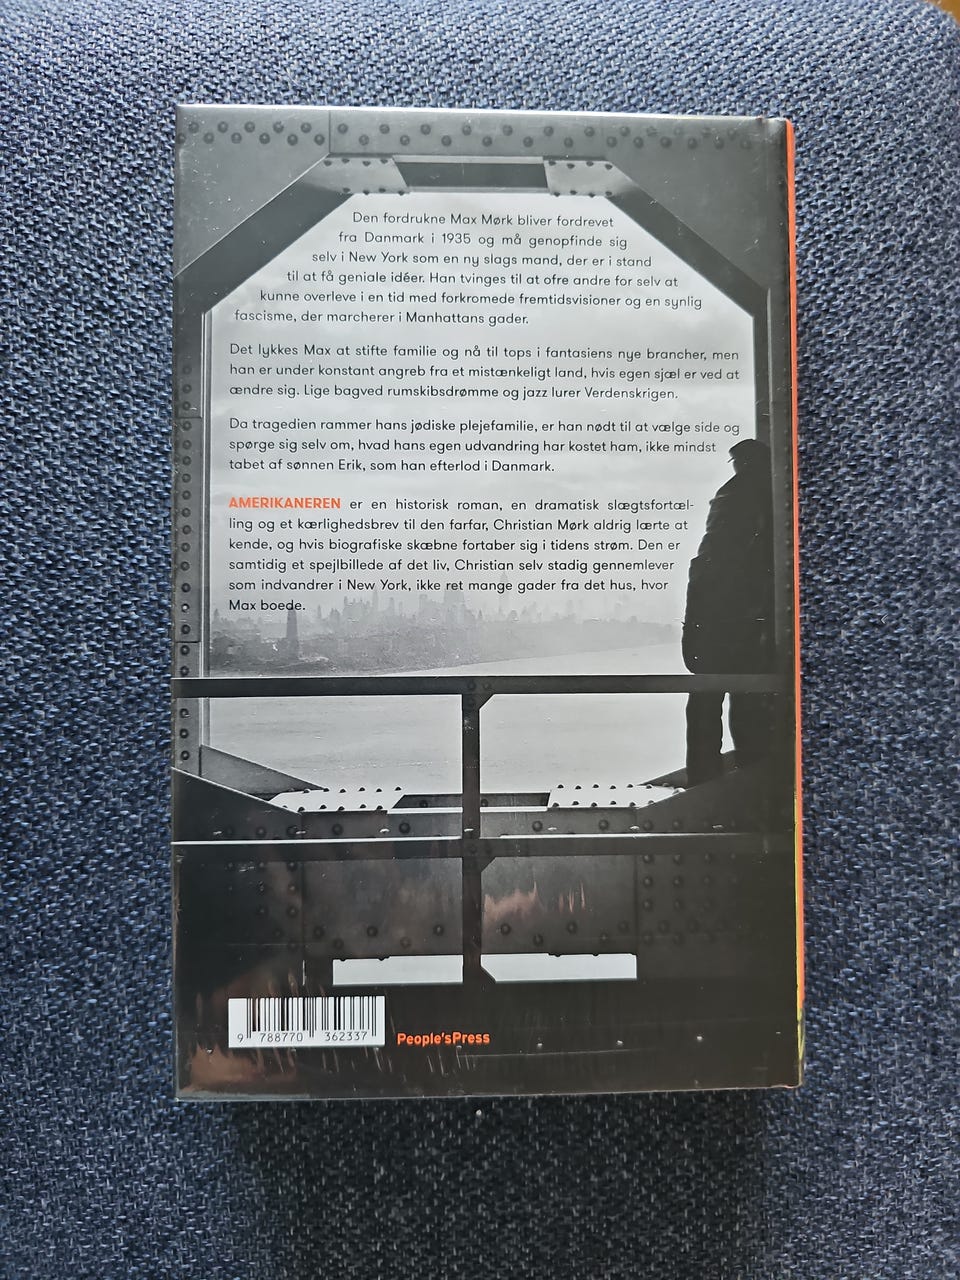 Den fordrukne Max Mørk bliver fordrevet
fra Danmark i 1935 og må genopfinde sig
selv i New York som en ny slags mand, der er i stand
til at få geniale idéer. Han tvinges til at ofre andre for selv at
kunne overleve i en tid med forkromede fremtidsvisioner og en synlig
fascisme, der marcherer i Manhattans gader.
Det lykkes Max at stifte familie og nå til tops i fantasiens nye brancher, men
han er under konstant angreb fra et mistænkeligt land, hvis egen sjæl er ved at
ændre sig. Lige bagved rumskibsdrømme og jazz lurer Verdenskrigen.
Da tragedien rammer hans jødiske plejefamilie, er han nødt til at vælge side og
spørge sig selv om, hvad hans egen udvandring har kostet ham, ikke mindst
tabet af sønnen Erik, som han efterlod i Danmark.
AMERIKANEREN er en historisk roman, en dramatisk slægtsfortæl-
ling og et kærlighedsbrev til den farfar, Christian Mørk aldrig lærte at
kende, og hvis biografiske skæbne fortaber sig i tidens strøm. Den er
samtidig et spejlbillede af det liv, Christian selv stadig gennemlever
som indvandrer i New York, ikke ret mange gader fra det hus, hvor
Max boede.
9 788770 362337
People'sPress